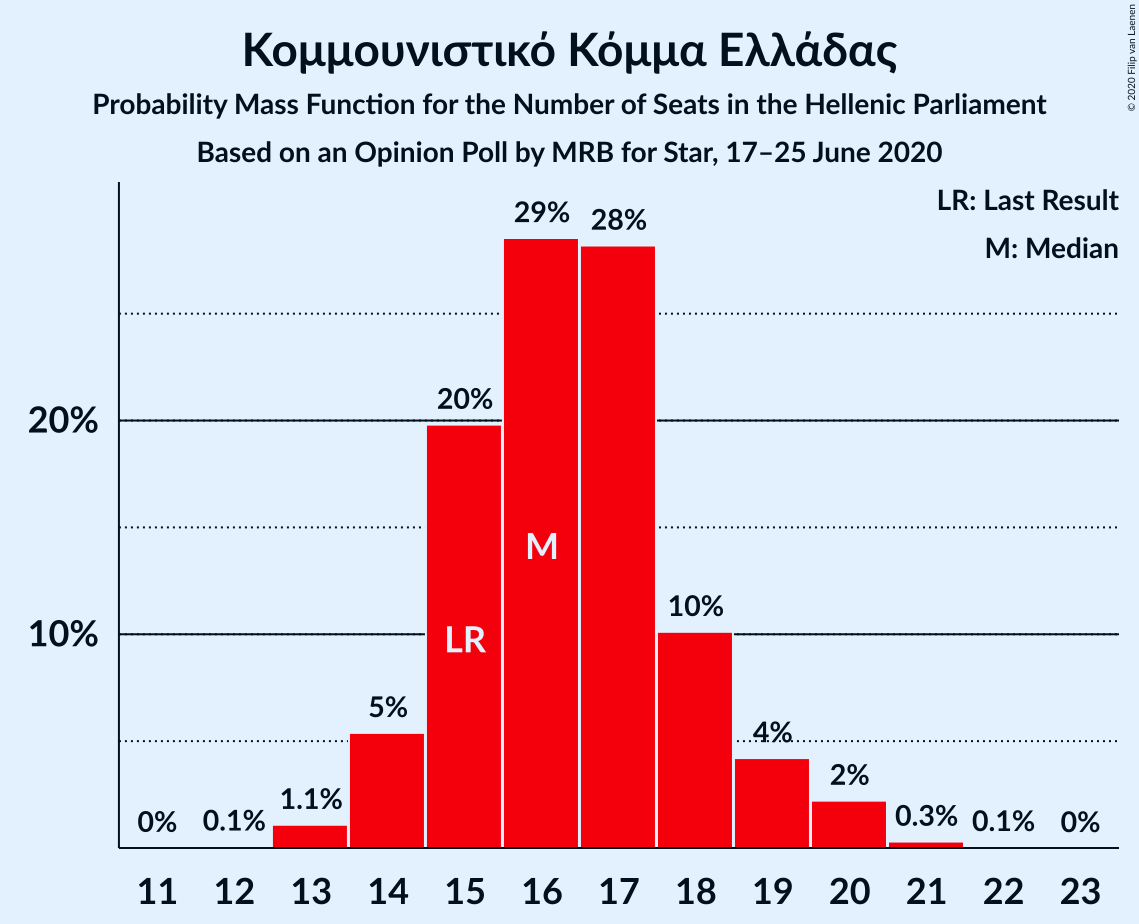 Κομμουνιστικό Κόμμα Ελλάδας
Probability Mass Function for the Number of Seats in the Hellenic Parliament
Based on an Opinion Poll by MRB for Star, 17–25 June 2020
© 2020 Filip van Laenen
LR: Last Result
M: Median
29%
28%
20%
20%
M
10%
10%
LR
5%
4%
2%
1.1%
0%
0.1%
0.3%
0.1%
0%
11 12 13 14 15 16 17 18 19 20 21 22 23